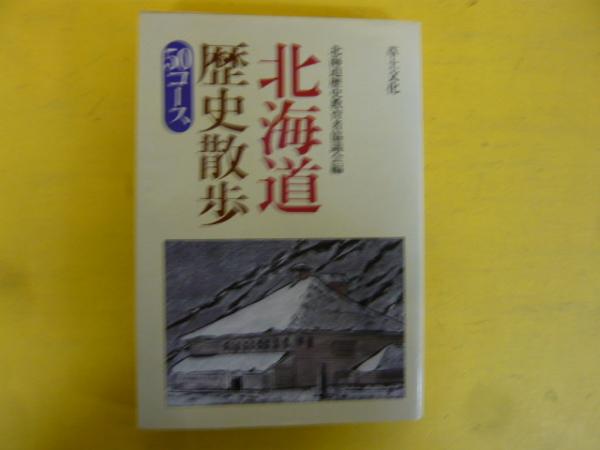 草土文化
北海道歴史教育者協議会編
北海道
歴史散歩
50コース